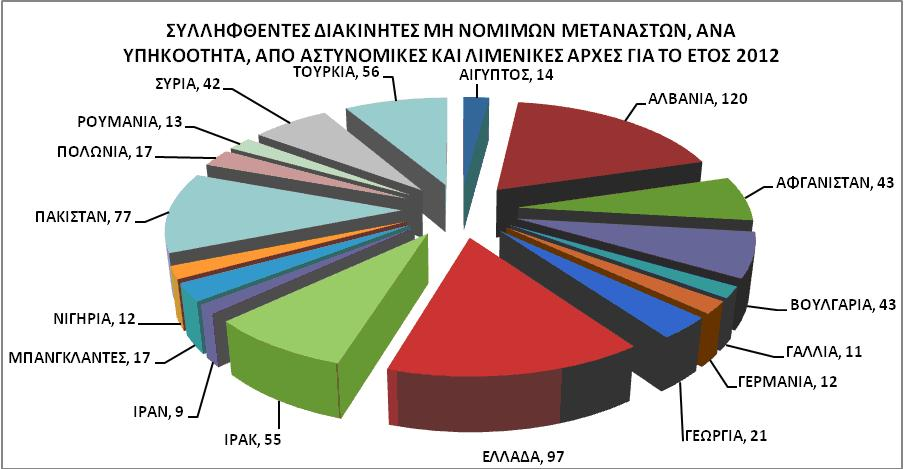 ΣΥΛΛΗΦΘΕΝΤΕΣ ΔΙΑΚΙΝΗΤΕΣ ΜΗ ΝΟΜΙΜΩΝ ΜΕΤΑΝΑΣΤΩΝ, ΑΝΑ
ΥΠΗΚΟΟΤΗΤΑ, ΑΠΟ ΑΣΤΥΝΟΜΙΚΕΣ ΚΑΙ ΛΙΜΕΝΙΚΕΣ ΑΡΧΕΣ ΓΙΑ ΤΟ ΕΤΟΣ 2012
ΑΙΓΥΠΤΟΣ, 14
ΑΛΒΑΝΙΑ, 120
ΑΦΓΑΝΙΣΤΑΝ, 43
ΒΟΥΛΓΑΡΙΑ, 43
ΓΑΛΛΙΑ, 11
ΓΕΡΜΑΝΙΑ, 12
ΓΕΩΡΓΙΑ, 21
ΕΛΛΑΔΑ, 97
ΙΡΑΚ, 55
ΙΡΑΝ, 9
ΜΠΑΝΓΚΛΑΝΤΕΣ, 17
ΝΙΓΗΡΙΑ, 12
ΠΑΚΙΣΤΑΝ, 77
ΠΟΛΩΝΙΑ, 17
ΡΟΥΜΑΝΙΑ, 13
ΣΥΡΙΑ, 42
ΤΟΥΡΚΙΑ, 56